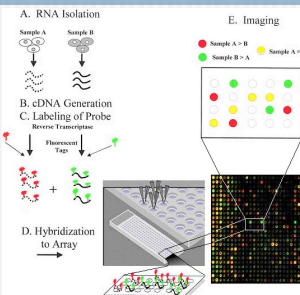 A. RNA Isolation
Sample A
Sample B
B. cDNA Generation
C. Labeling of Probe
Reverse Transcriptase
Fluorescent
Tags
+
D. Hybridization
to Array
E. Imaging
Sample A > B
Sample B > A
Sample A =